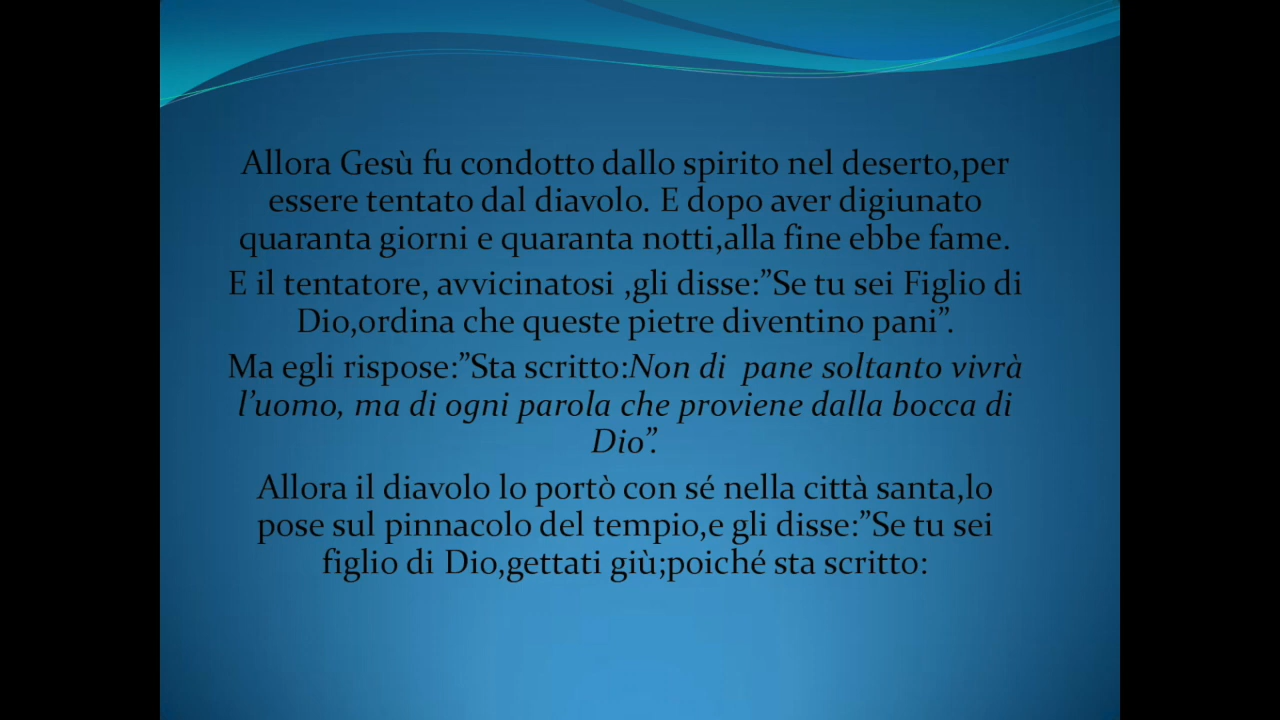 Allora Gesù fu condotto dallo spirito nel deserto,per
essere tentato dal diavolo. E dopo aver digiunato
quaranta giorni e quaranta notti,alla fine ebbe fame.
E il tentatore, avvicinatosi ,gli disse:”Se tu sei Figlio di
Dio,ordina che queste pietre diventino pani”.
Ma egli rispose:”Sta scritto:Non di  pane soltanto vivrà
l’uomo, ma di ogni parola che proviene dalla bocca di
Dio”.
Allora il diavolo lo portò con sé nella città santa,lo
pose sul pinnacolo del tempio,e gli disse:”Se tu sei
figlio di Dio,gettati giù;poiché sta scritto: